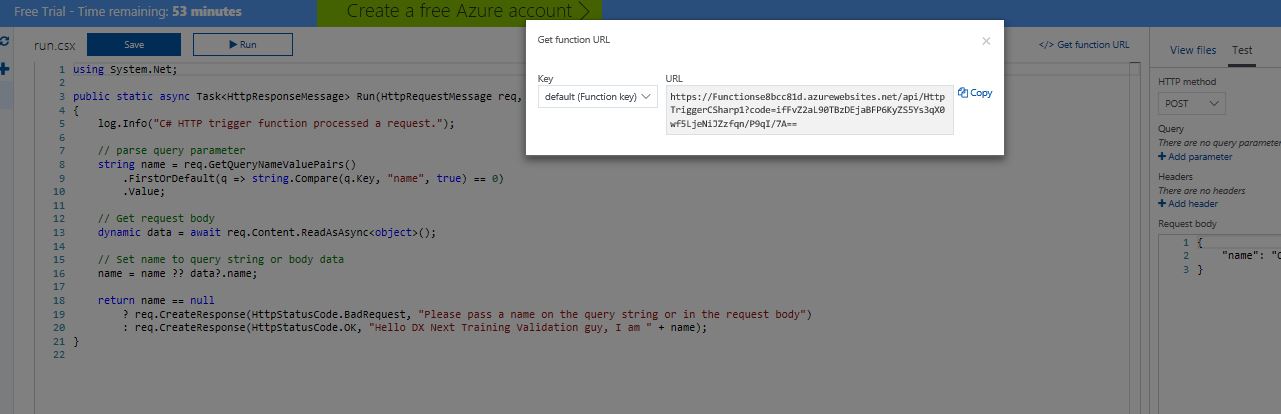 Free Trial - Time remaining: 53 minutes
Create a free Azure account
run.csx
Save
Run
</> Get function URL
1 using System.Net;
2
3 public static async Task<HttpResponseMessage> Run(HttpRequestMessage req,
4 {
5 log.Info("C# HTTP trigger function processed a request.");
6
7 // parse query parameter
8 string name = req.GetQueryNameValuePairs()
9 .FirstOrDefault(q => string.Compare(q.Key, "name", true) == 0)
10 .Value;
11
12 // Get request body
13 dynamic data = await req.Content.ReadAsAsync<object>();
14
15 // Set name to query string or body data
16 name = name ?? data?.name;
17
18 return name == null
19 ? req.CreateResponse(HttpStatusCode.BadRequest, "Please pass a name on the query string or in the request body")
20 : req.CreateResponse(HttpStatusCode.OK, "Hello DX Next Training Validation guy, I am " + name);
21 }
22
Get function URL
Key
default (Function key)
URL
https://Functionse8bcc81d.azurewebsites.net/api/Http
TriggerCSharp1?code=ifFvZ2aL90TBzDEjaBFP6KyZS5Ys3qX0
wf5LjeNiJZzfqn/P9qI/7A==
Copy
View files
Test
HTTP method
POST
Query
There are no query parameter
Add parameter
Headers
There are no headers
Add header
Request body
1 {
2 "name": "
3 }